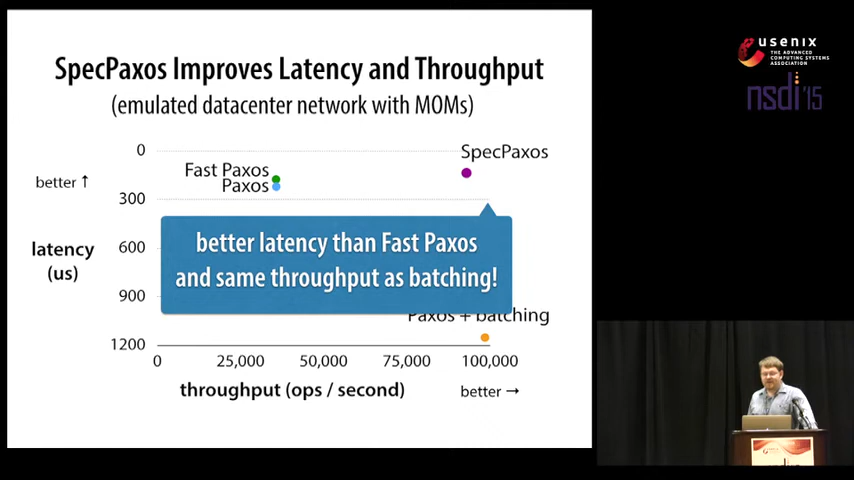 SpecPaxos Improves Latency and Throughput
(emulated datacenter network with MOMs)
usenix
THE ADVANCED
COMPUTING SYSTEMS
ASSOCIATION
nsdi '15
0
SpecPaxos
better ↑
Fast Paxos
Paxos
300
latency
(us)
600
900
1200
better latency than Fast Paxos
and same throughput as batching!
Paxos + batching
0
25,000
50,000
75,000
100,000
throughput (ops / second)
better →